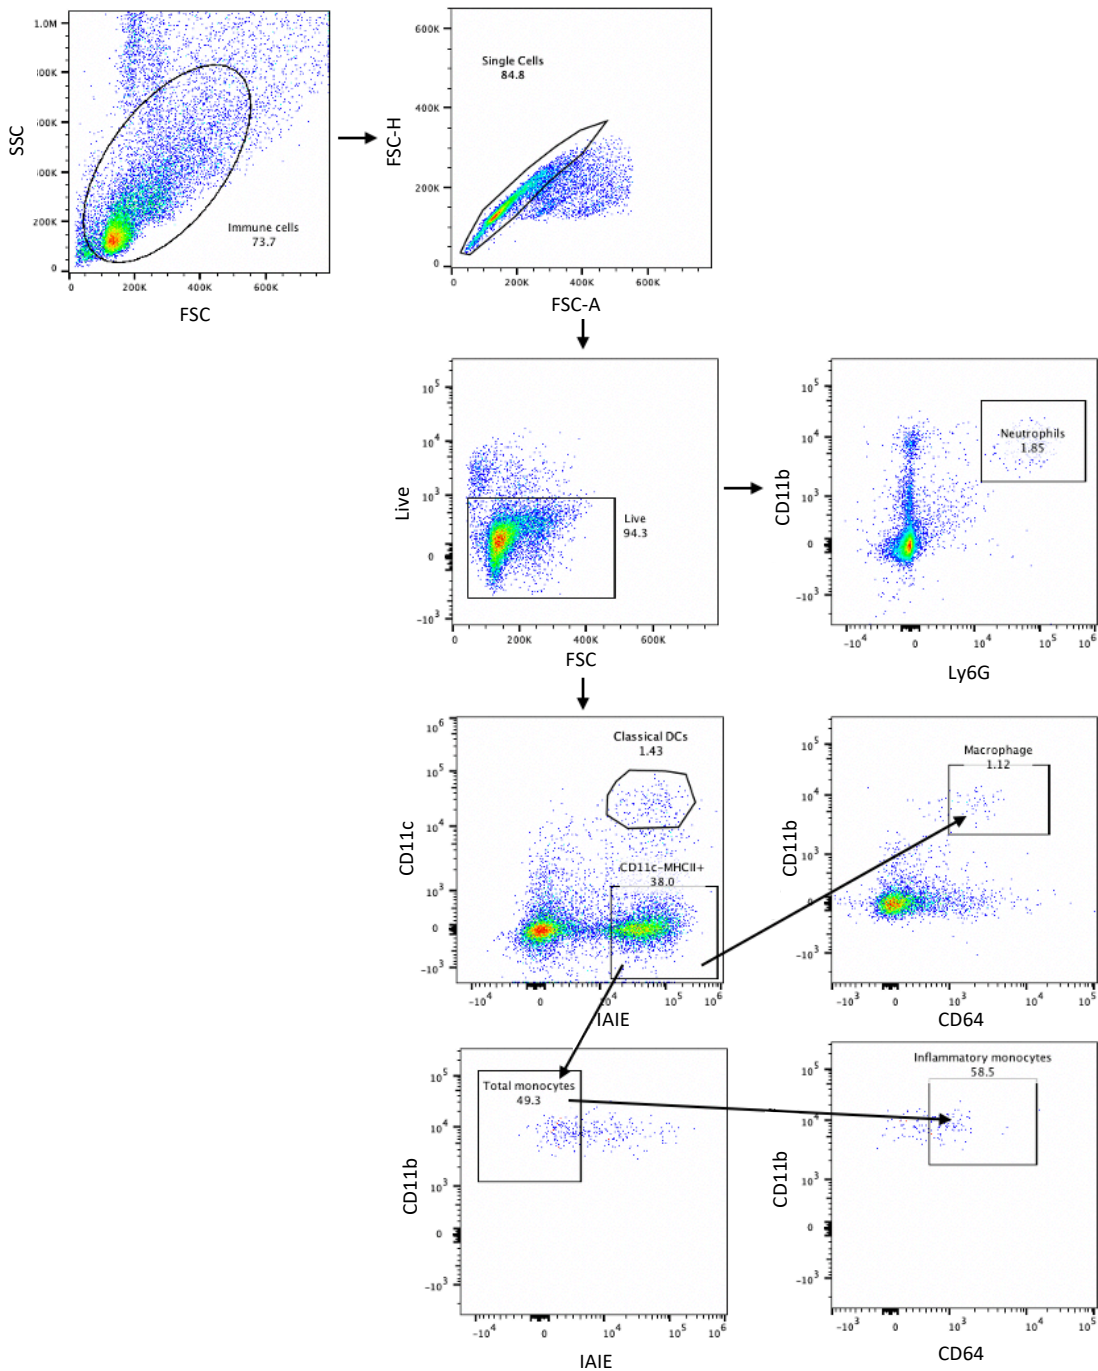 1.0M
800K
600K
400K
200K
0
SSC
Immune cells
73.7
0
200K
400K
600K
FSC
600K
400K
200K
0
FSC-H
Single Cells
84.8
0
200K
400K
600K
FSC-A
10^5
10^4
10^3
0
-10^3
Live
Live
94.3
0
200K
400K
600K
FSC
10^5
10^4
10^3
0
-10^3
CD11b
Neutrophils
1.85
-10^4
0
10^4
10^5
10^6
Ly6G
10^6
10^5
10^4
10^3
0
-10^3
CD11c
Classical DCs
1.43
CD11c-MHCII+
38.0
-10^4
0
10^4
10^5
10^6
IAIE
10^5
10^4
10^3
0
-10^3
CD11b
Macrophage
1.12
-10^3
0
10^3
10^4
10^5
CD64
10^5
10^4
10^3
0
-10^3
CD11b
Total monocytes
49.3
-10^4
0
10^4
10^5
10^6
IAIE
10^5
10^4
10^3
0
-10^3
CD11b
Inflammatory monocytes
58.5
-10^3
0
10^3
10^4
10^5
CD64